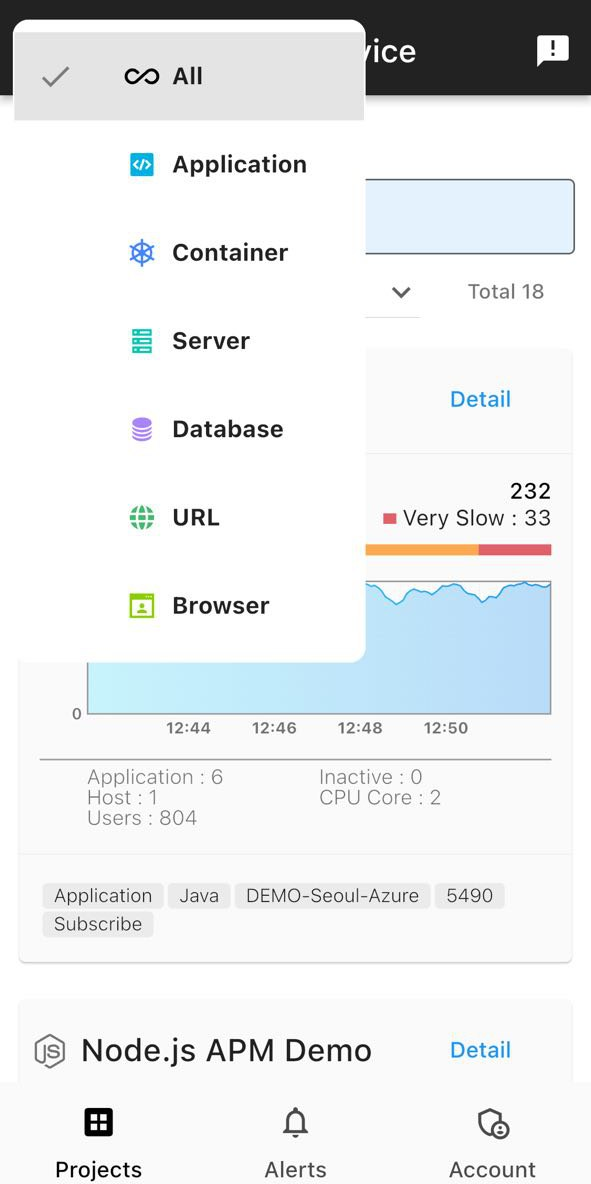 All
Application
Container
Server
Database
URL
Browser
Total 18
Detail
232
Very Slow : 33
0
12:44 12:46 12:48 12:50
Application : 6 Inactive : 0
Host : 1 CPU Core : 2
Users : 804
Application Java DEMO-Seoul-Azure 5490
Subscribe
JS Node.js APM Demo Detail
Projects Alerts Account